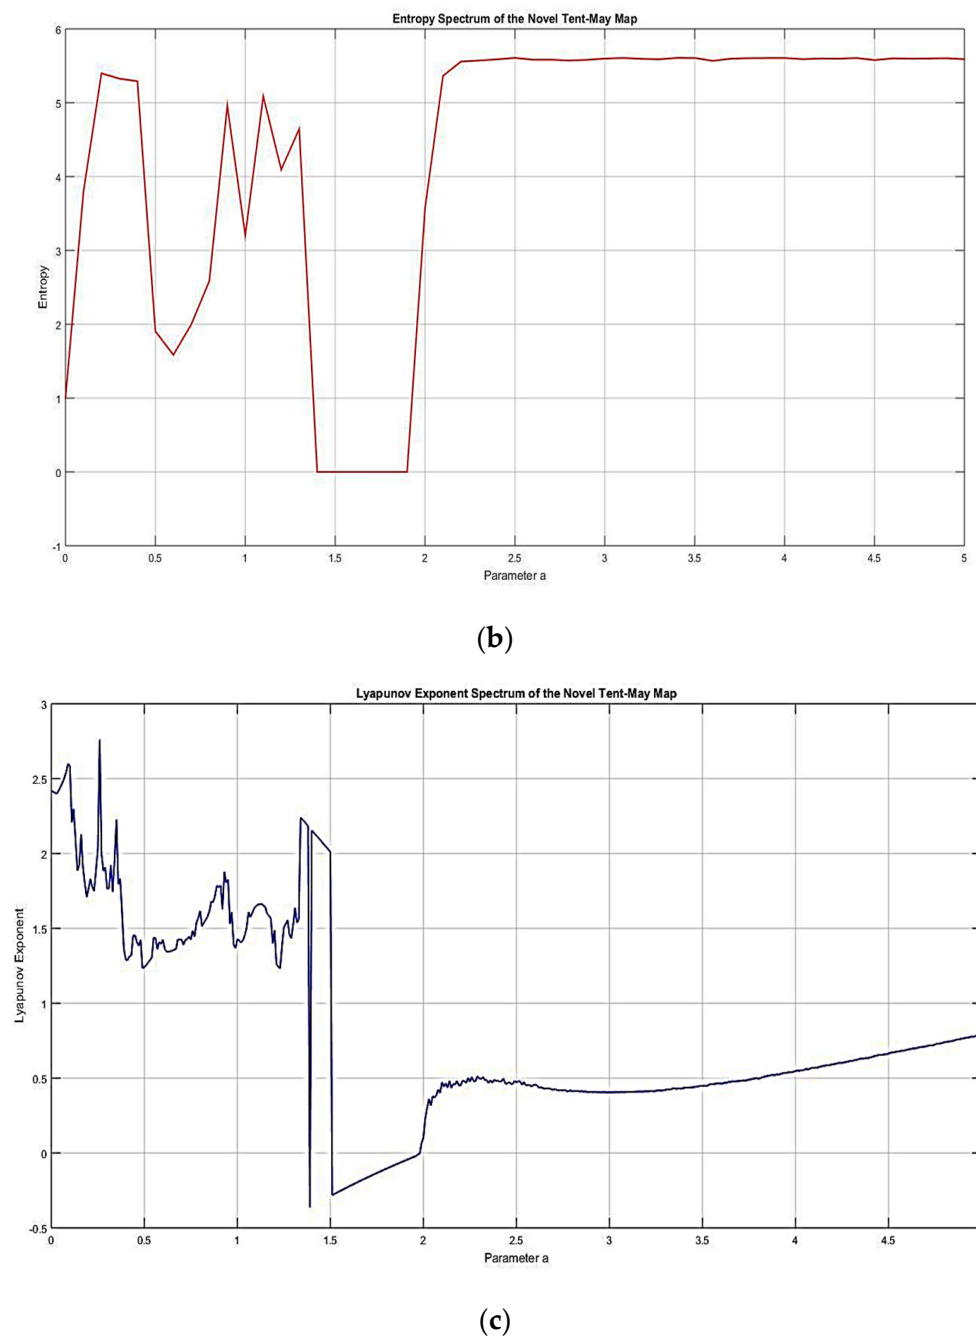 Entropy Spectrum of the Novel Tent-May Map
6
5
4
3
2
1
0
-1
Entropy
0 0.5 1 1.5 2 2.5 3 3.5 4 4.5 5
Parameter a
(b)
Lyapunov Exponent Spectrum of the Novel Tent-May Map
3
2.5
2
1.5
1
0.5
0
-0.5
Lyapunov Exponent
0 0.5 1 1.5 2 2.5 3 3.5 4 4.5
Parameter a
(c)